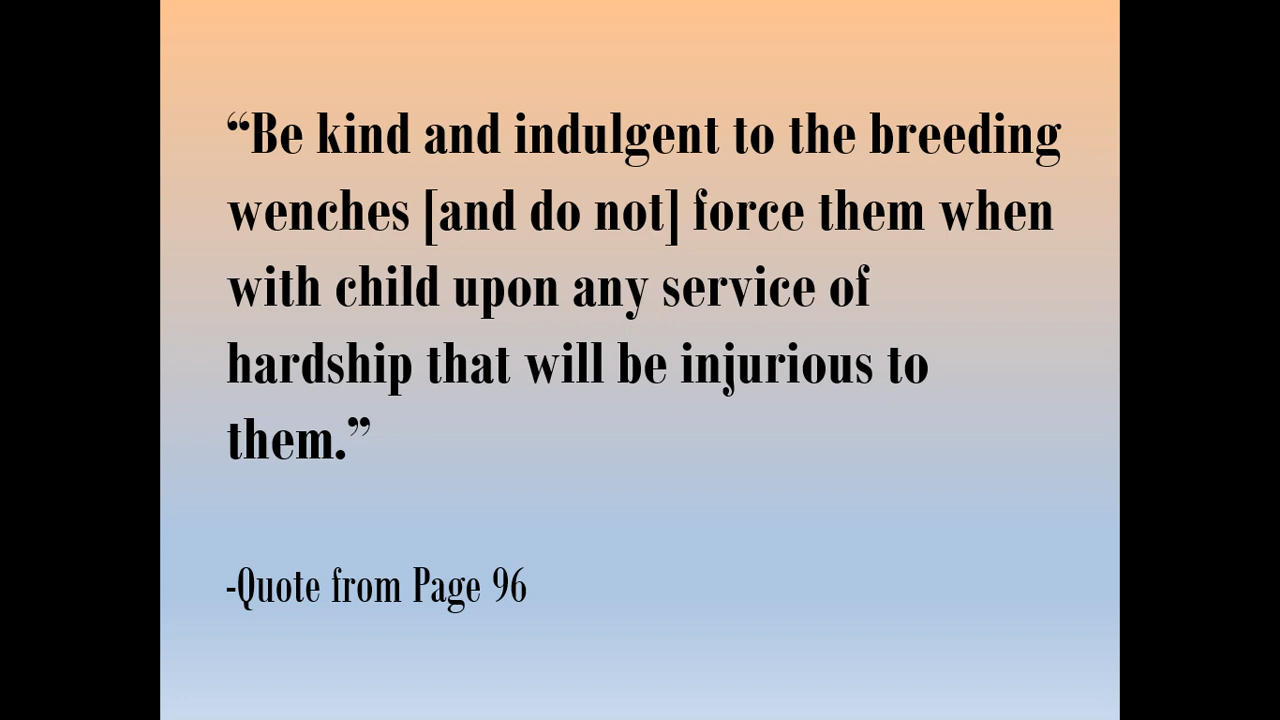 “Be kind and indulgent to the breeding
wenches [and do not] force them when
with child upon any service of
hardship that will be injurious to
them.”
-Quote from Page 96